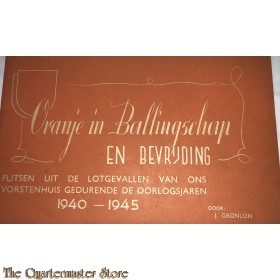 Oranje in Ballingschap
EN BEVRIJDING
FLITSEN UIT DE LOTGEVALLEN VAN ONS
VORSTENHUIS GEDURENDE DE OORLOGSJAREN
1940 — 1945
DOOR:
J. GRONLOH
The Quartermaster Store